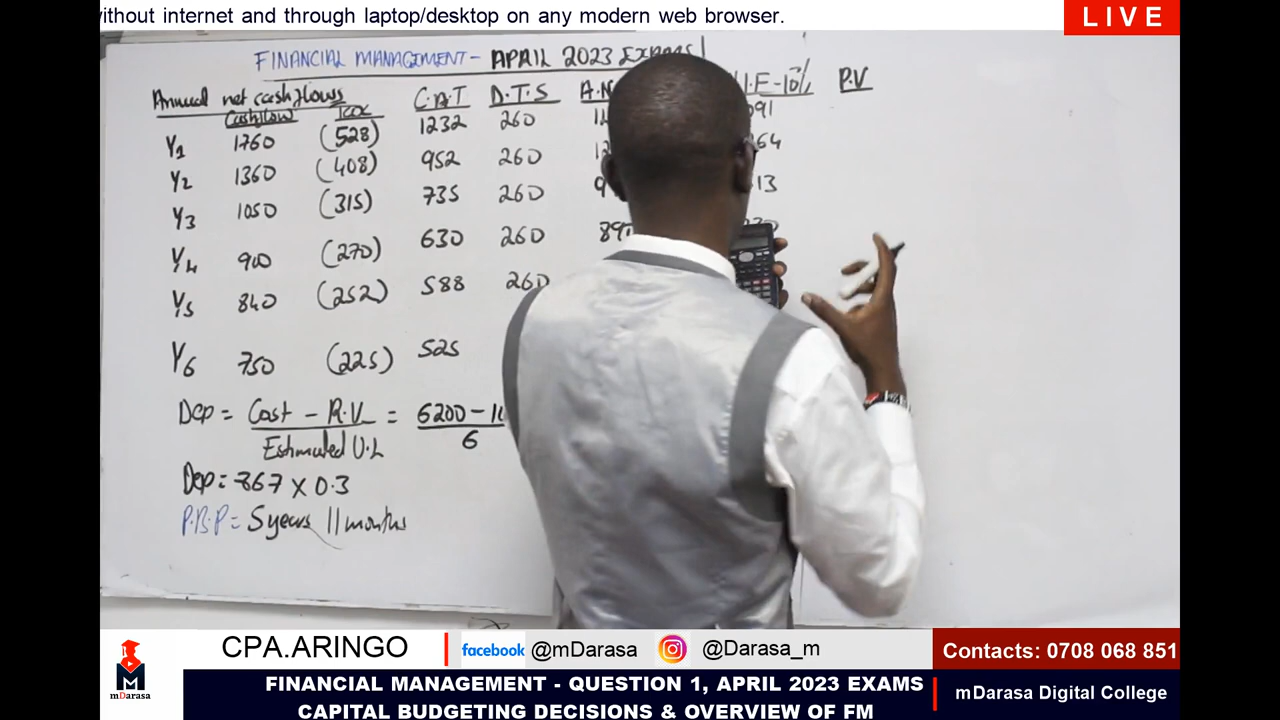 without internet and through laptop/desktop on any modern web browser.
LIVE
FINANCIAL MANAGEMENT - APRIL 2023 EXAMS
Annual net cashflows
Cashflow Tax C.A.T D.T.S P.V
Y1 1760 (528) 1232 260
Y2 1360 (408) 952 260
Y3 1050 (315) 735 260
Y4 900 (270) 630 260
Y5 840 (252) 588 260
Y6 750 (225) 525
Dep = Cost - R.V = 6200 - 1
Estimated U.L 6
Dep = 867 X 0.3
P.B.P = 5 years 11 months
mDarasa
CPA.ARINGO
facebook @mDarasa
@Darasa_m
Contacts: 0708 068 851
FINANCIAL MANAGEMENT - QUESTION 1, APRIL 2023 EXAMS
CAPITAL BUDGETING DECISIONS & OVERVIEW OF FM
mDarasa Digital College